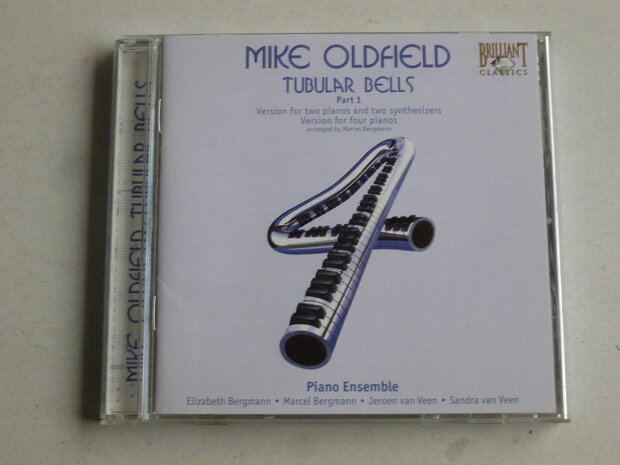 MIKE OLDFIELD
TUBULAR BELLS
Part 1
Version for two pianos and two synthesizers
Version for four pianos
arranged by Marcel Bergmann
BRILLIANT
CLASSICS
Piano Ensemble
Elizabeth Bergmann • Marcel Bergmann • Jeroen van Veen • Sandra van Veen
MIKE OLDFIELD TUBULAR BELLS